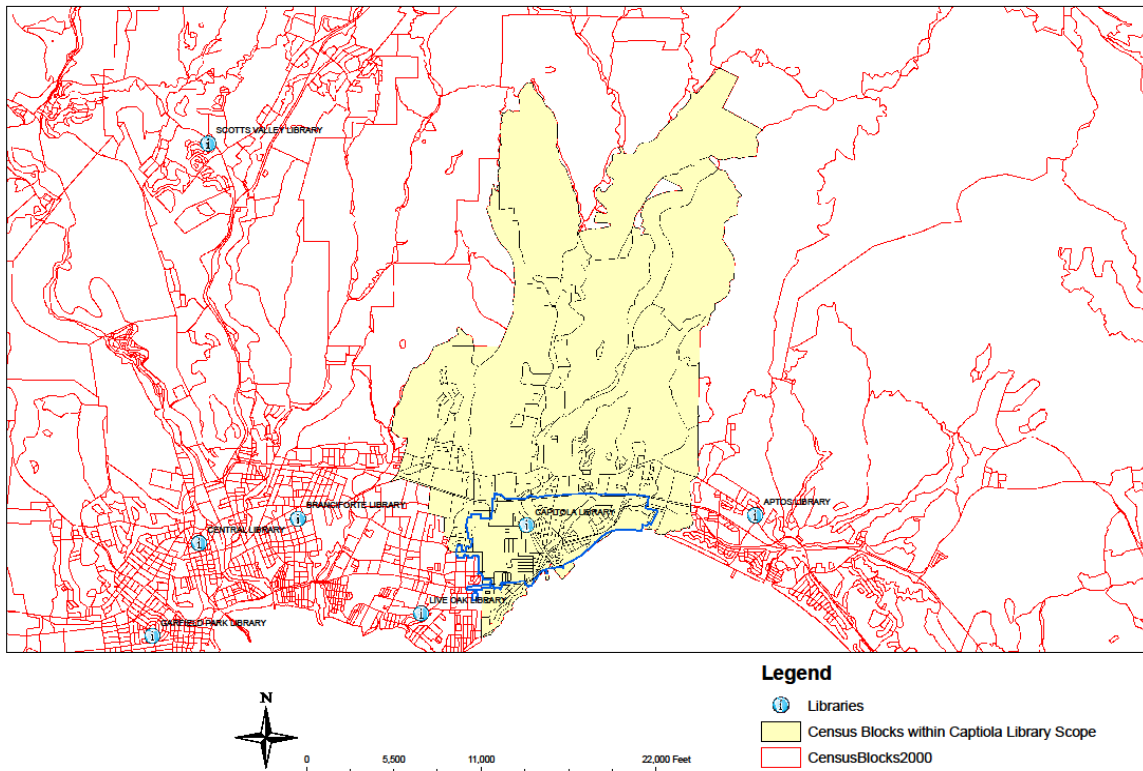 SCOTTS VALLEY LIBRARY
BRANCIFORTE LIBRARY
CAPITOLA LIBRARY
APTOS LIBRARY
CENTRAL LIBRARY
LIVE OAK LIBRARY
GARFIELD PARK LIBRARY
Legend
Libraries
Census Blocks within Captiola Library Scope
CensusBlocks2000
N
0 5,500 11,000 22,000 Feet